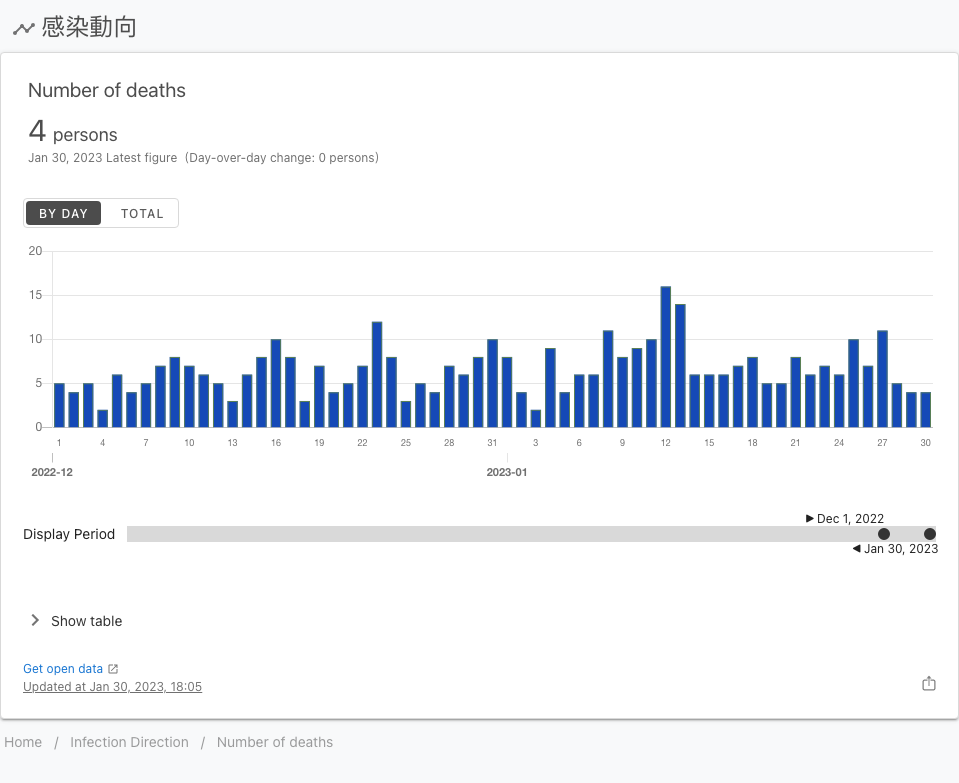 感染動向
Number of deaths
4 persons
Jan 30, 2023 Latest figure (Day-over-day change: 0 persons)
BY DAY TOTAL
20
15
10
5
0
1 4 7 10 13 16 19 22 25 28 31 3 6 9 12 15 18 21 24 27 30
2022-12 2023-01
Dec 1, 2022
Display Period
Jan 30, 2023
Show table
Get open data
Updated at Jan 30, 2023, 18:05
Home / Infection Direction / Number of deaths